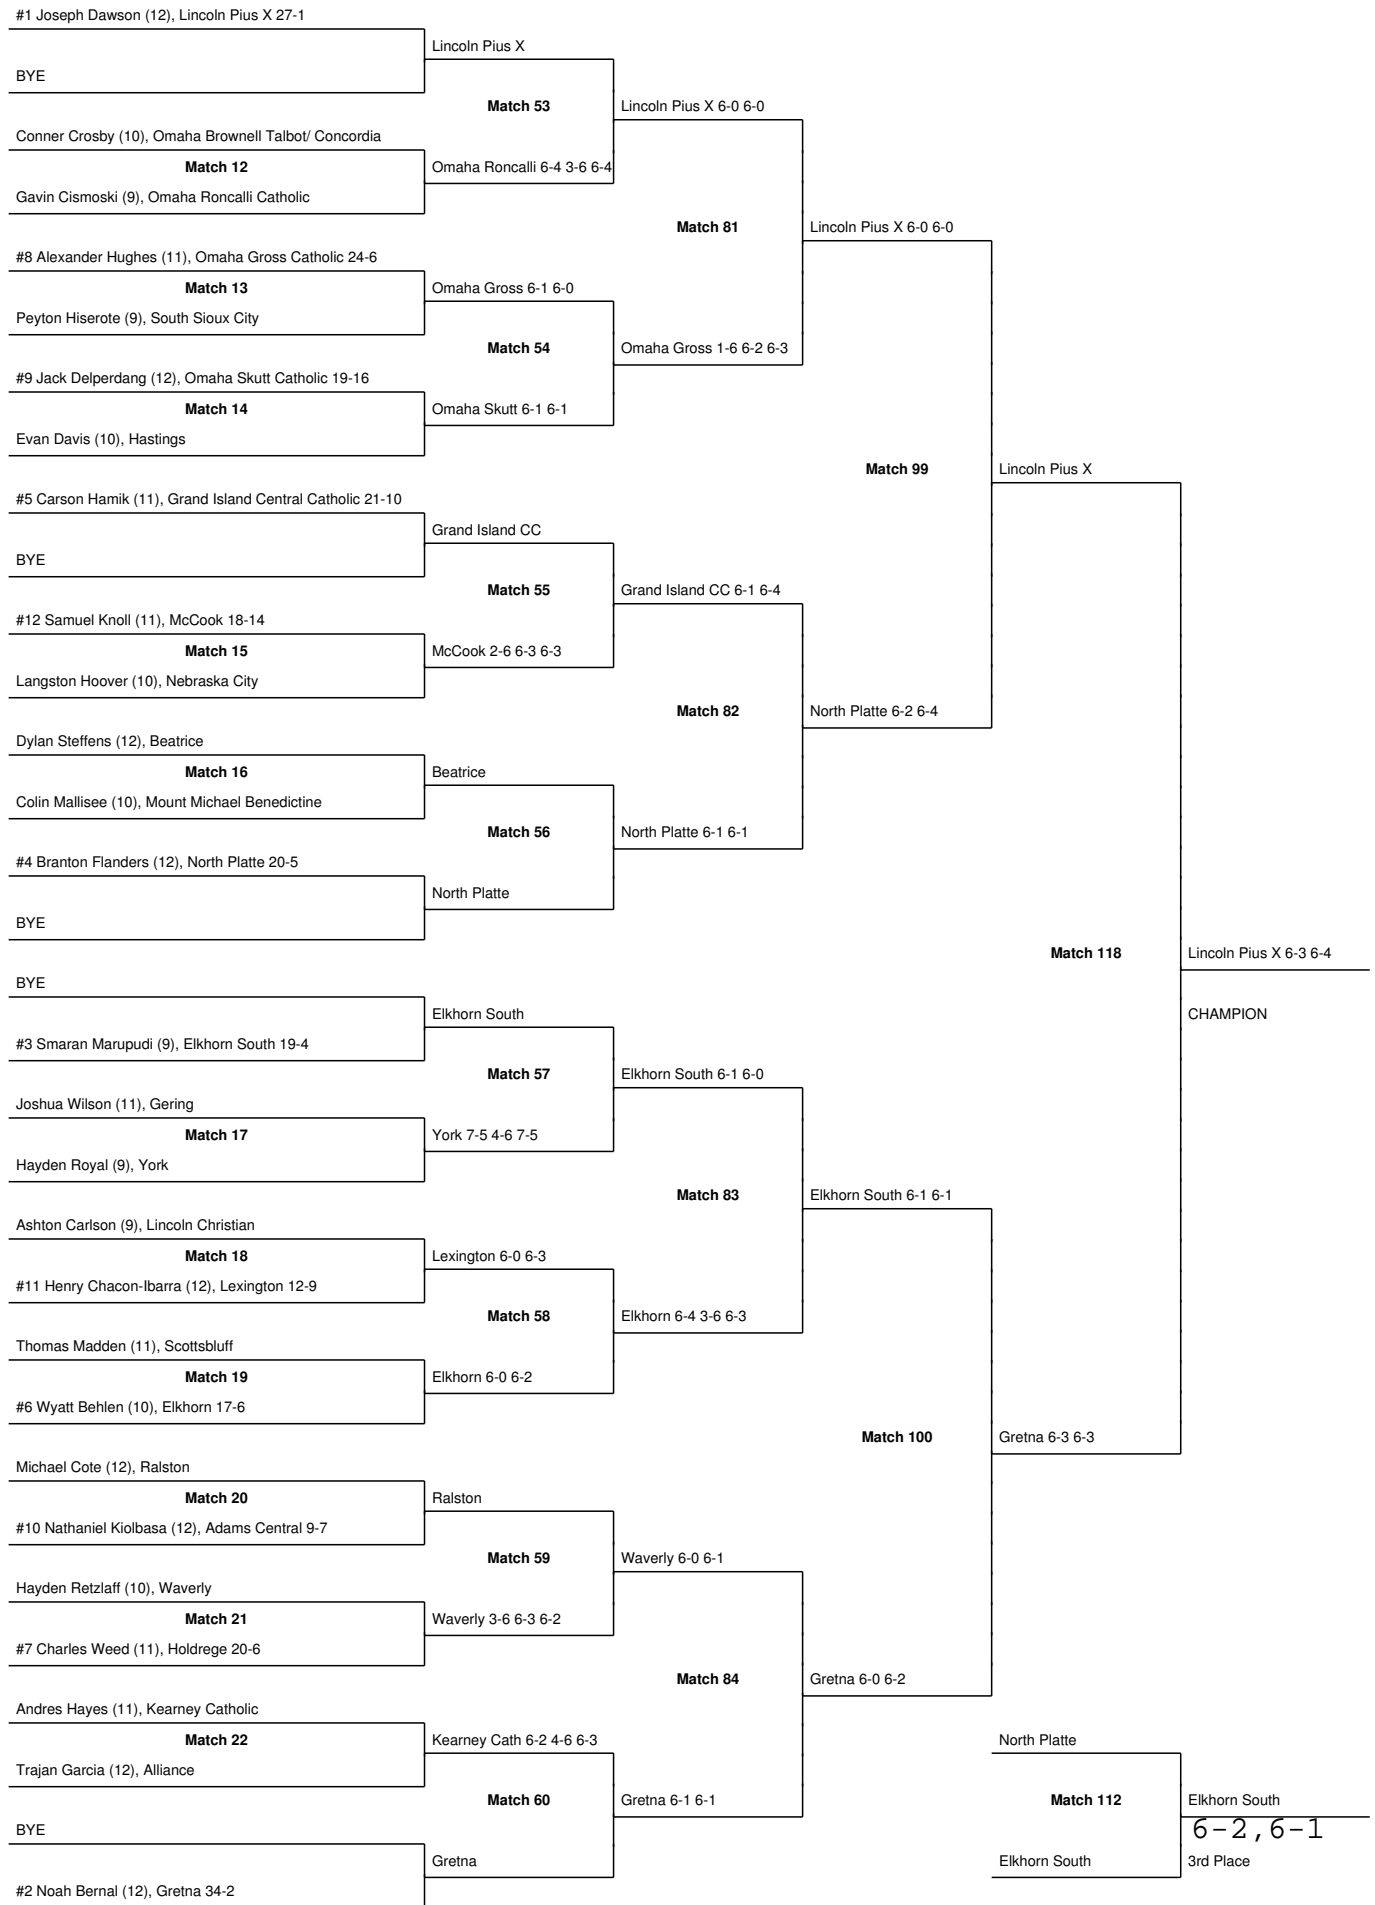 #1 Joseph Dawson (12), Lincoln Pius X 27-1
Lincoln Pius X
BYE
Match 53
Lincoln Pius X 6-0 6-0
Conner Crosby (10), Omaha Brownell Talbot/ Concordia
Match 12
Omaha Roncalli 6-4 3-6 6-4
Gavin Cismoski (9), Omaha Roncalli Catholic
Match 81
Lincoln Pius X 6-0 6-0
#8 Alexander Hughes (11), Omaha Gross Catholic 24-6
Match 13
Omaha Gross 6-1 6-0
Peyton Hiserote (9), South Sioux City
Match 54
Omaha Gross 1-6 6-2 6-3
#9 Jack Delperdang (12), Omaha Skutt Catholic 19-16
Match 14
Omaha Skutt 6-1 6-1
Evan Davis (10), Hastings
Match 99
Lincoln Pius X
#5 Carson Hamik (11), Grand Island Central Catholic 21-10
Grand Island CC
BYE
Match 55
Grand Island CC 6-1 6-4
#12 Samuel Knoll (11), McCook 18-14
Match 15
McCook 2-6 6-3 6-3
Langston Hoover (10), Nebraska City
Match 82
North Platte 6-2 6-4
Dylan Steffens (12), Beatrice
Match 16
Beatrice
Colin Mallisee (10), Mount Michael Benedictine
Match 56
North Platte 6-1 6-1
#4 Branton Flanders (12), North Platte 20-5
North Platte
BYE
Match 118
Lincoln Pius X 6-3 6-4
BYE
Elkhorn South
CHAMPION
#3 Smaran Marupudi (9), Elkhorn South 19-4
Match 57
Elkhorn South 6-1 6-0
Joshua Wilson (11), Gering
Match 17
York 7-5 4-6 7-5
Hayden Royal (9), York
Match 83
Elkhorn South 6-1 6-1
Ashton Carlson (9), Lincoln Christian
Match 18
Lexington 6-0 6-3
#11 Henry Chacon-Ibarra (12), Lexington 12-9
Match 58
Elkhorn 6-4 3-6 6-3
Thomas Madden (11), Scottsbluff
Match 19
Elkhorn 6-0 6-2
#6 Wyatt Behlen (10), Elkhorn 17-6
Match 100
Gretna 6-3 6-3
Michael Cote (12), Ralston
Match 20
Ralston
#10 Nathaniel Kiolbasa (12), Adams Central 9-7
Match 59
Waverly 6-0 6-1
Hayden Retzlaff (10), Waverly
Match 21
Waverly 3-6 6-3 6-2
#7 Charles Weed (11), Holdrege 20-6
Match 84
Gretna 6-0 6-2
Andres Hayes (11), Kearney Catholic
Match 22
Kearney Cath 6-2 4-6 6-3
North Platte
Trajan Garcia (12), Alliance
Match 60
Gretna 6-1 6-1
Match 112
Elkhorn South
BYE
6-2,6-1
Gretna
Elkhorn South
3rd Place
#2 Noah Bernal (12), Gretna 34-2